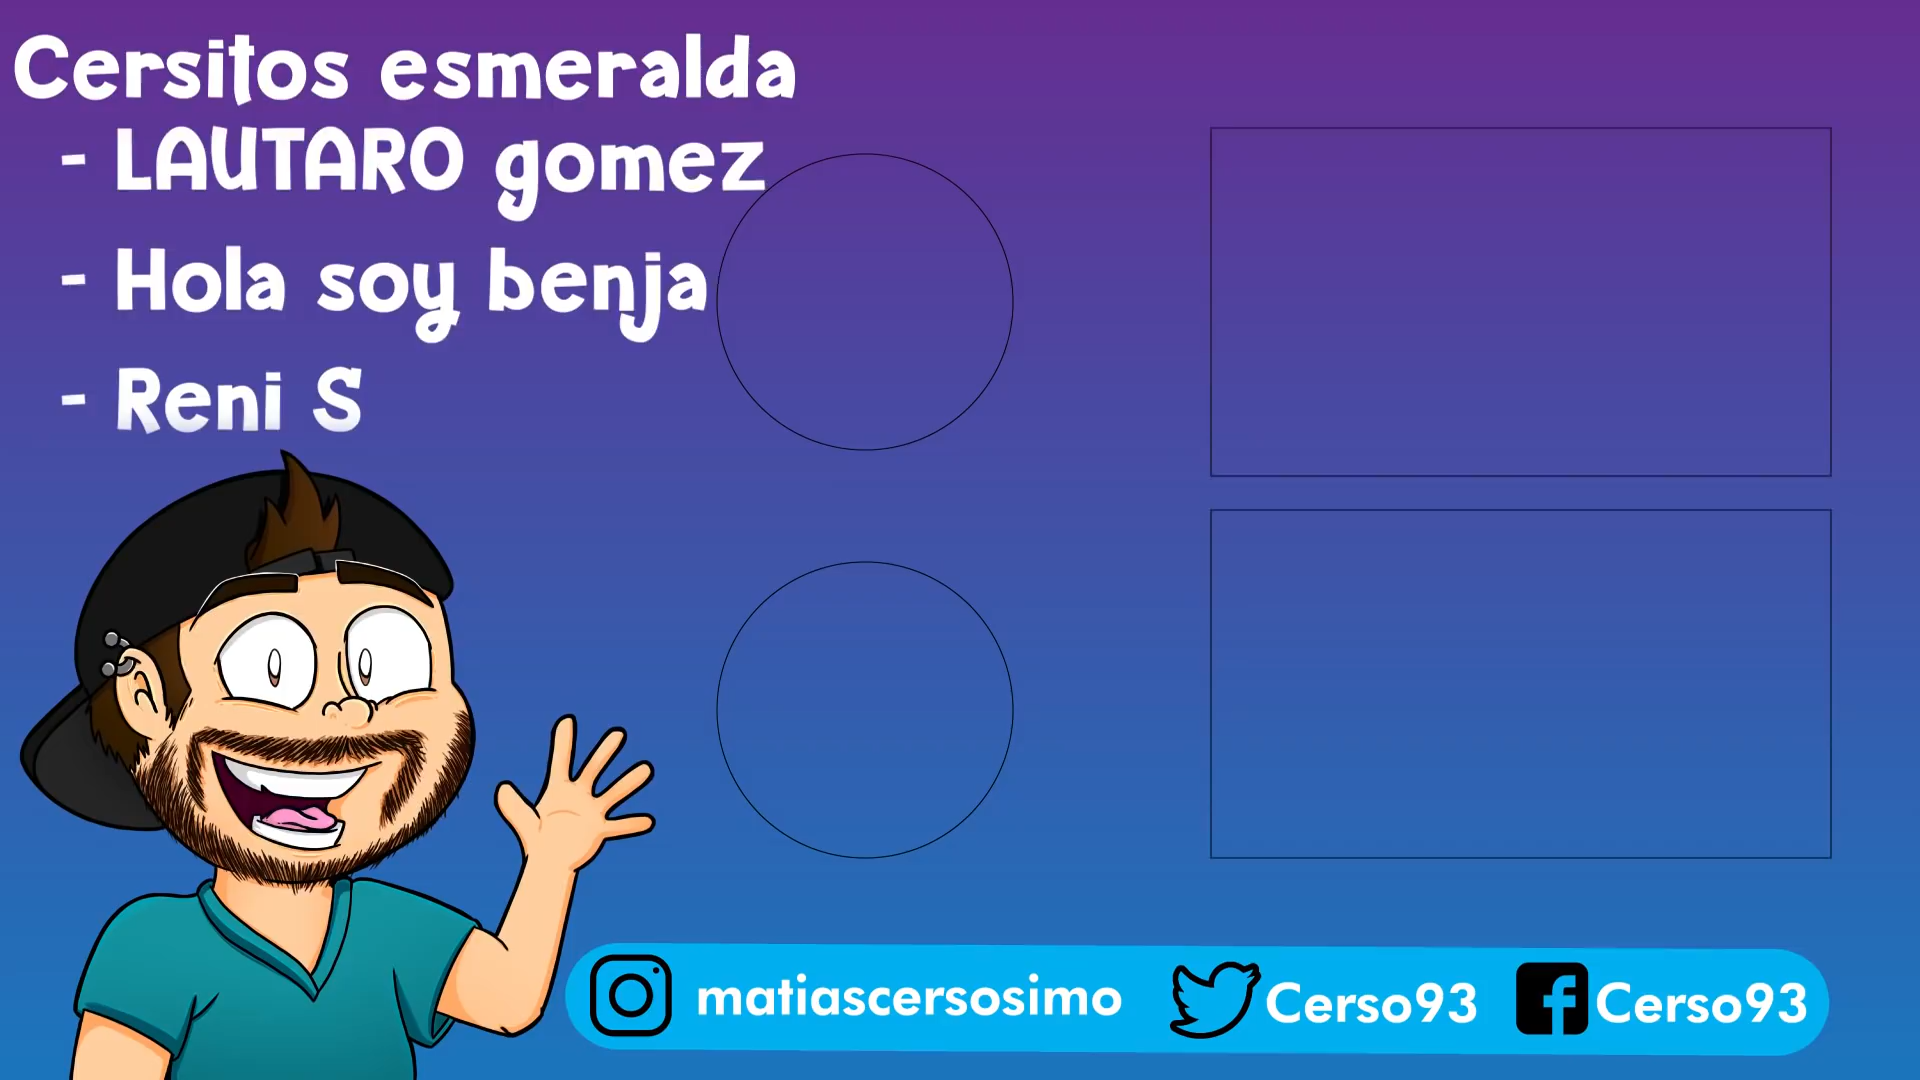 Cersitos esmeralda
- LAUTARO gomez
- Hola soy benja
- Reni S
matiascersosimo
Cerso93
Cerso93